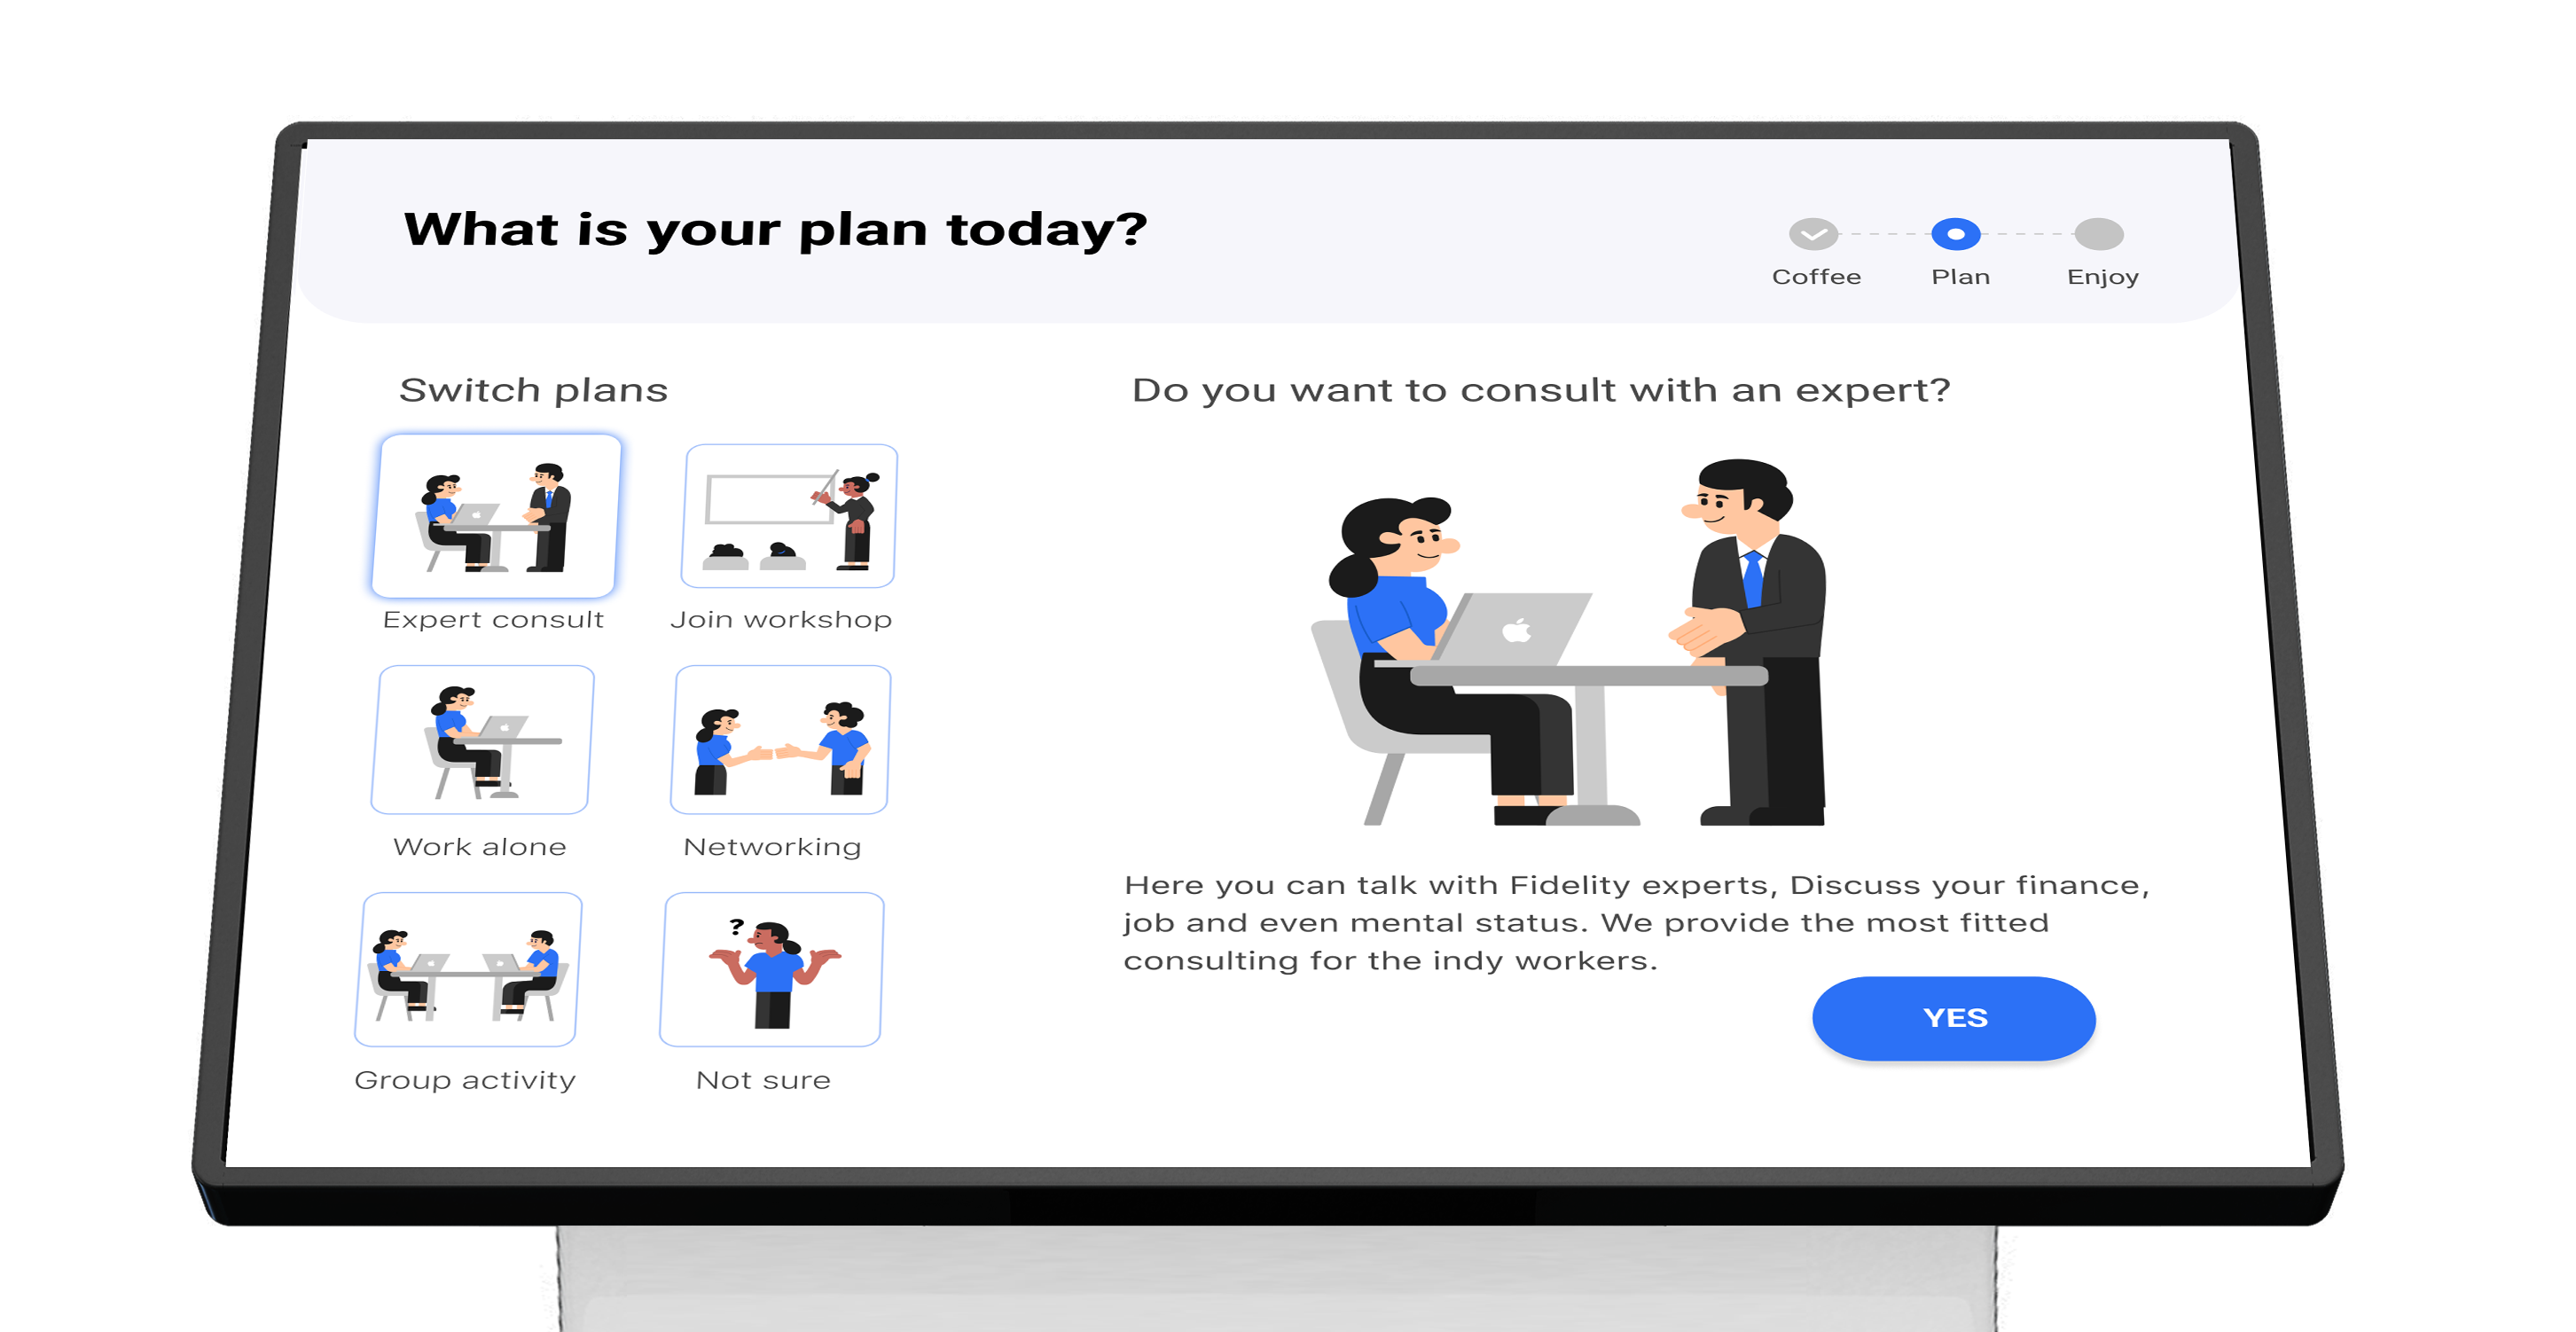 What is your plan today?
Coffee
Plan
Enjoy
Switch plans
Expert consult
Join workshop
Work alone
Networking
?
Group activity
Not sure
Do you want to consult with an expert?
Here you can talk with Fidelity experts, Discuss your finance,
job and even mental status. We provide the most fitted
consulting for the indy workers.
YES